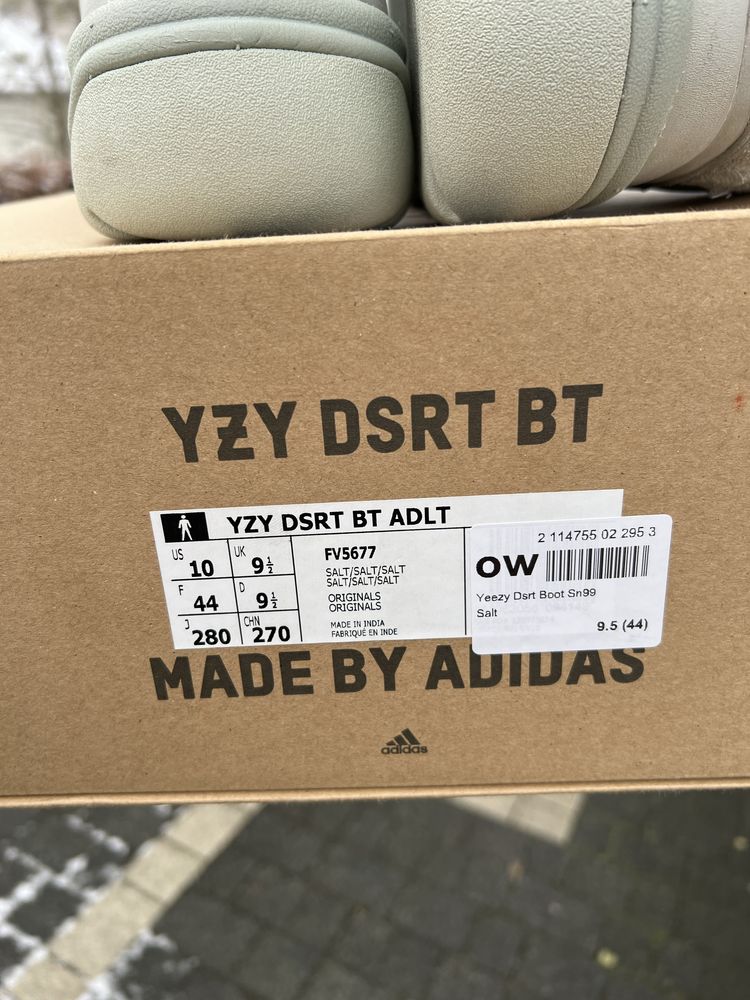 YZY DSRT BT
YZY DSRT BT ADLT
US 10
UK 9½
F 44
D 9½
J 280
CHN 270
FV5677
SALT/SALT/SALT
SALT/SALT/SALT
ORIGINALS
ORIGINALS
MADE IN INDIA
FABRIQUÉ EN INDE
2 114755 02 295 3
OW
Yeezy Dsrt Boot Sn99
Salt
9.5 (44)
MADE BY ADIDAS
adidas